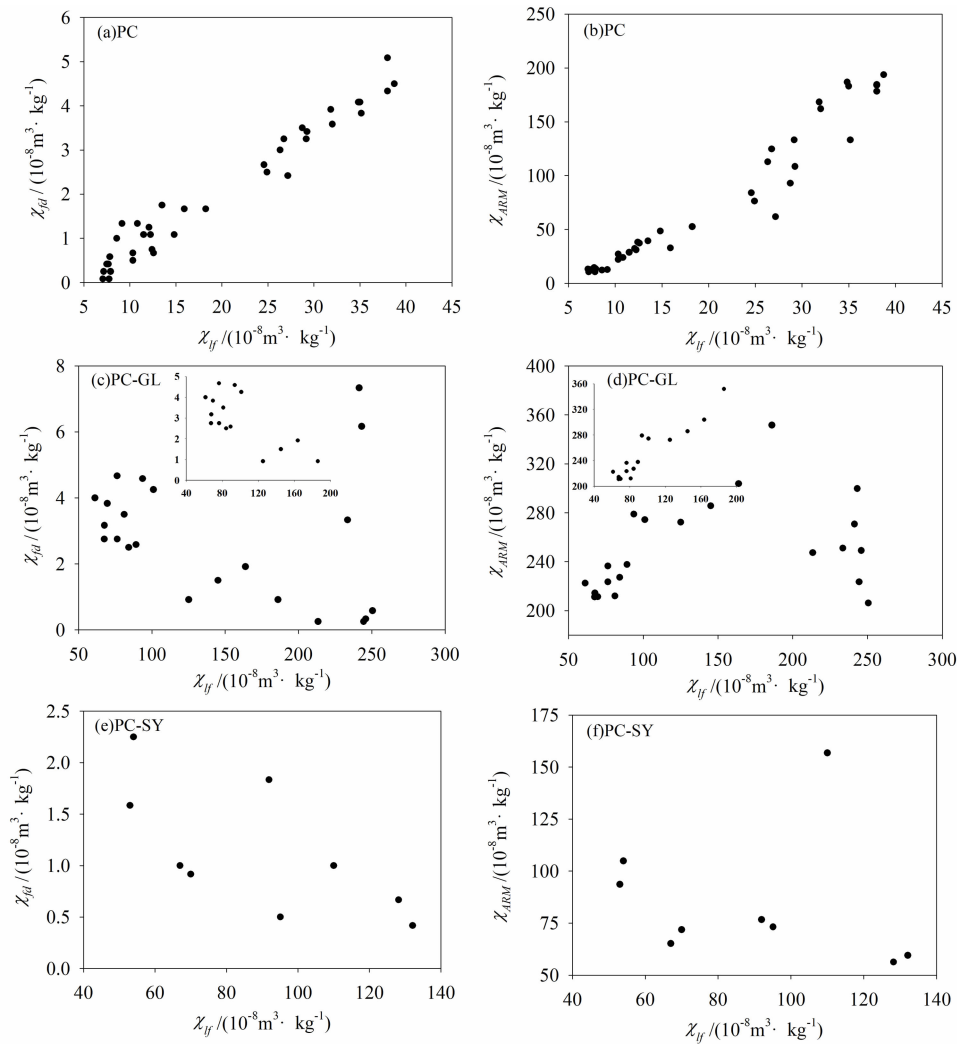 (a)PC
6
5
4
3
2
1
0
5 10 15 20 25 30 35 40 45
χfd / (10⁻⁸m³· kg⁻¹)
χlf /(10⁻⁸m³· kg⁻¹)
(b)PC
250
200
150
100
50
0
5 10 15 20 25 30 35 40 45
χARM /(10⁻⁸m³· kg⁻¹)
χlf /(10⁻⁸m³· kg⁻¹)
(c)PC-GL
8
6
4
2
0
50 100 150 200 250 300
5
4
3
2
1
0
40 80 120 160 200
χfd /(10⁻⁸m³· kg⁻¹)
χlf /(10⁻⁸m³· kg⁻¹)
(d)PC-GL
400
360
320
280
240
200
50 100 150 200 250 300
360
320
280
240
200
40 80 120 160 200
χARM /(10⁻⁸m³· kg⁻¹)
χlf /(10⁻⁸m³· kg⁻¹)
(e)PC-SY
2.5
2.0
1.5
1.0
0.5
0.0
40 60 80 100 120 140
χfd /(10⁻⁸m³· kg⁻¹)
χlf /(10⁻⁸m³· kg⁻¹)
(f)PC-SY
175
150
125
100
75
50
40 60 80 100 120 140
χARM /(10⁻⁸m³· kg⁻¹)
χlf /(10⁻⁸m³· kg⁻¹)